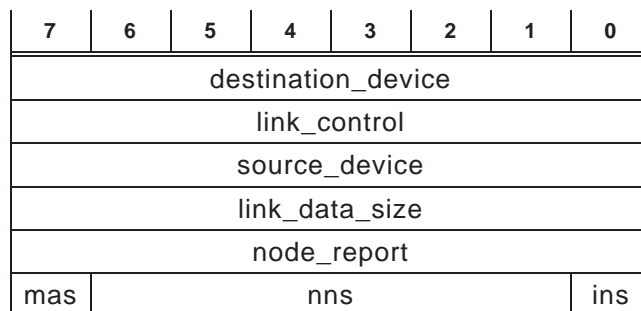 7 6 5 4 3 2 1 0
destination_device
link_control
source_device
link_data_size
node_report
mas nns ins